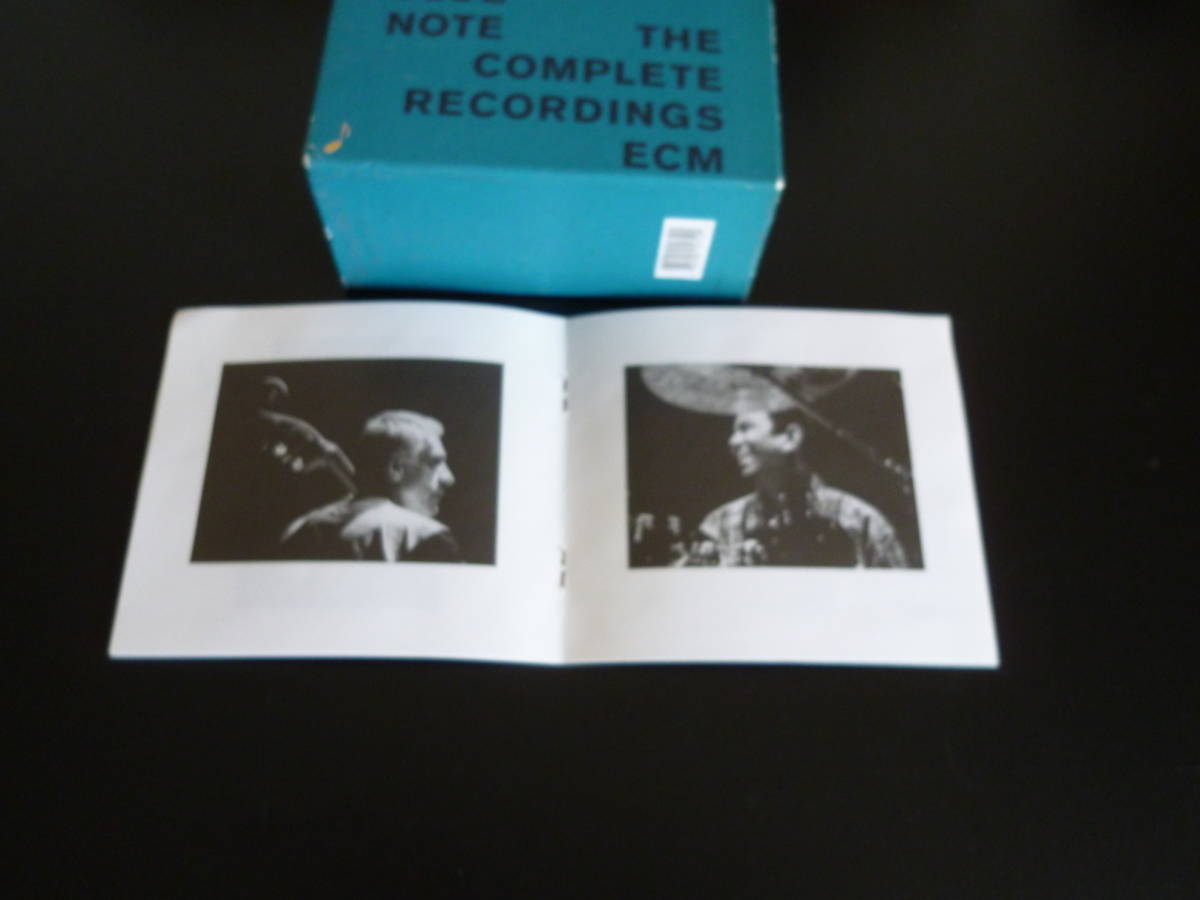 NOTE THE
COMPLETE
RECORDINGS
ECM